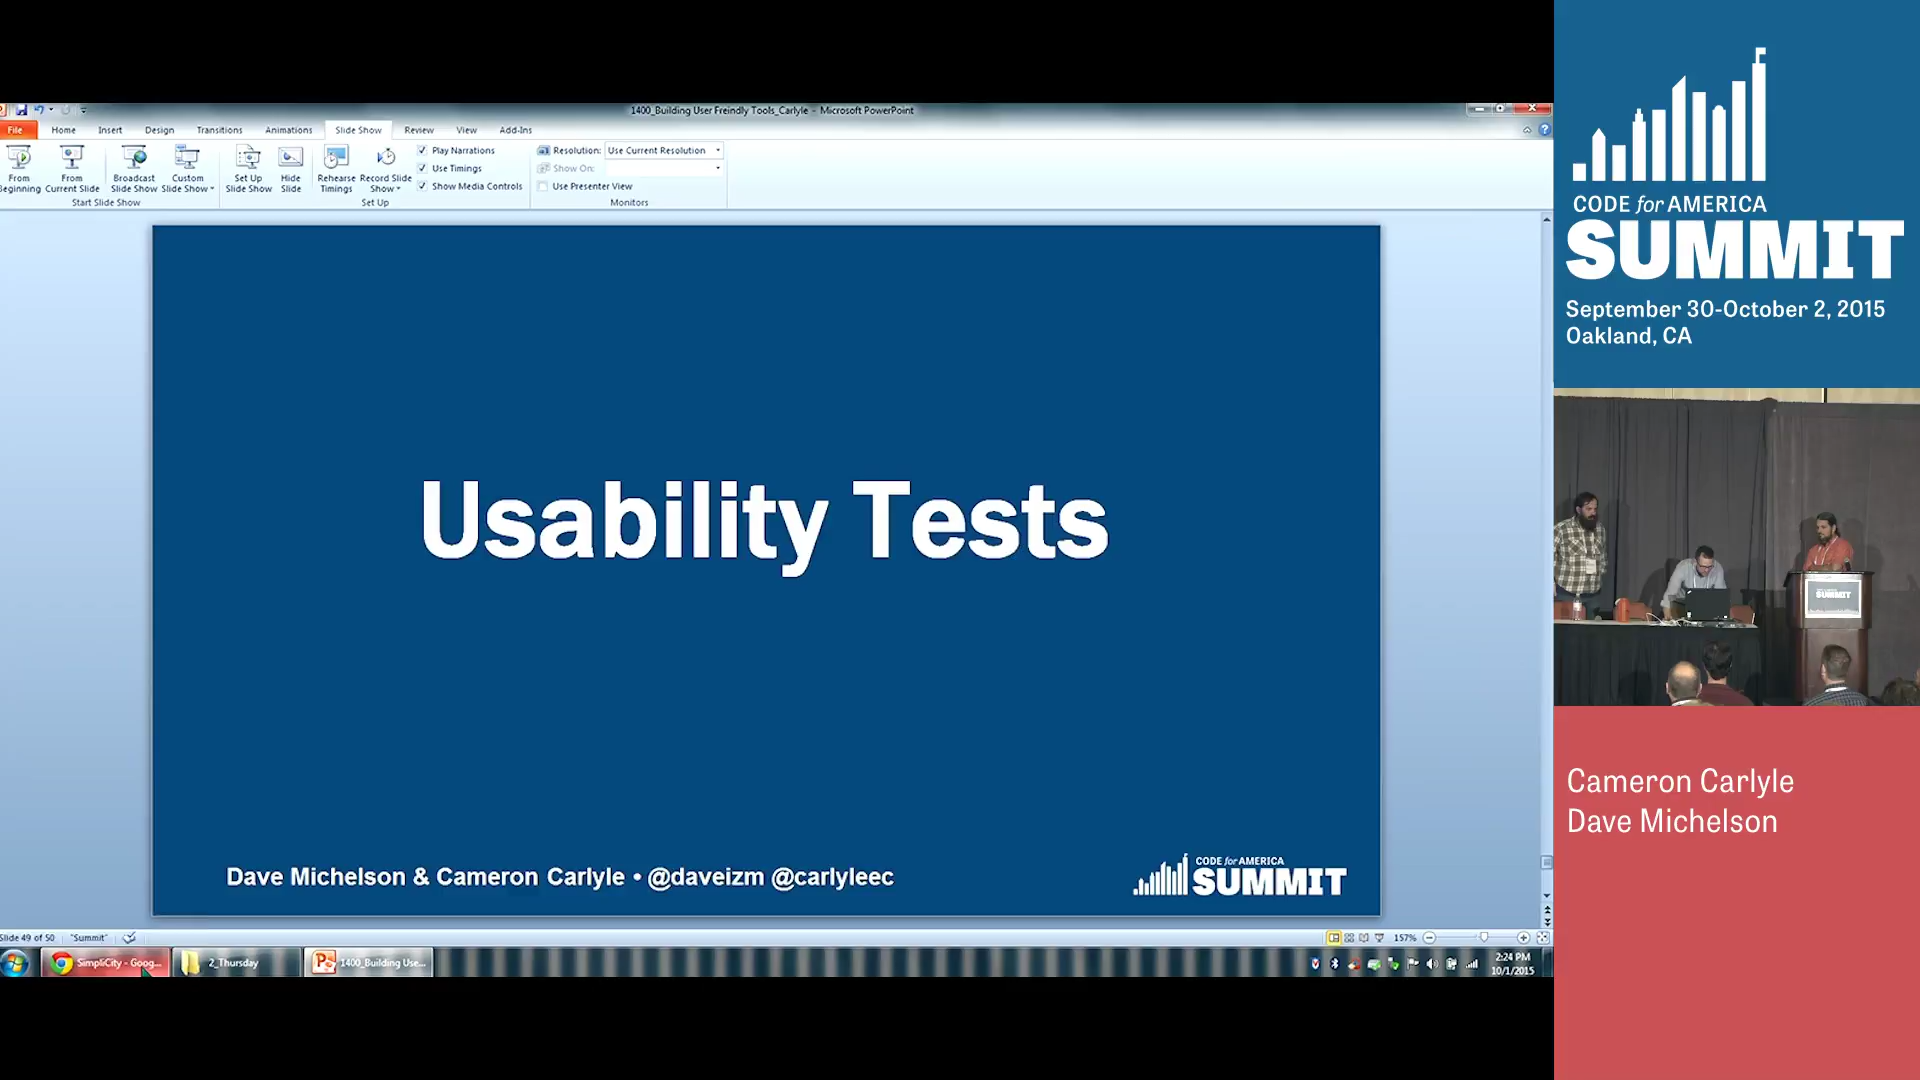 1400_Building User Freindly Tools_Carlyle - Microsoft PowerPoint
File Home Insert Design Transitions Animations Slide Show Review View Add-Ins
From Beginning
From Current Slide
Broadcast Slide Show
Custom Slide Show
Set Up Slide Show
Hide Slide
Rehearse Timings
Record Slide Show
Play Narrations
Use Timings
Show Media Controls
Resolution: Use Current Resolution
Show On:
Use Presenter View
Start Slide Show
Set Up
Monitors
Usability Tests
Dave Michelson & Cameron Carlyle • @daveizm @carlyleec
CODE for AMERICA
SUMMIT
Slide 49 of 50 "Summit"
157%
SimpliCity - Goog...
2_Thursday
1400_Building Use...
2:24 PM
10/1/2015
CODE for AMERICA
SUMMIT
September 30-October 2, 2015
Oakland, CA
SUMMIT
Cameron Carlyle
Dave Michelson